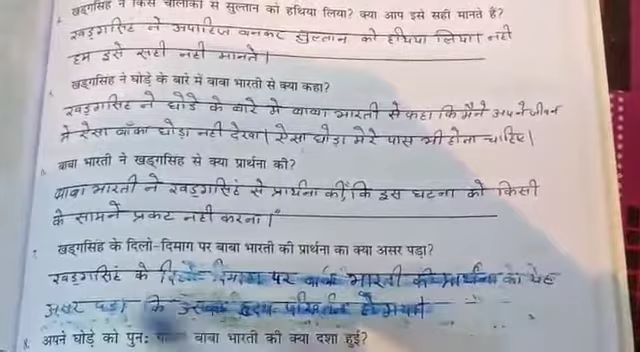 खड्गसिंह ने किस चालाकी से सुल्तान को हथिया लिया? क्या आप इसे सही मानते हैं?
खड्गसिंह ने अपाहिज बनकर सुल्तान को हथिया लिया। नही
हम इसे सही नही मानते।
खड्गसिंह ने घोड़े के बारे में बाबा भारती से क्या कहा?
खड्गसिंह ने घोडे के बारे मे बाबा भारती से कहा कि मैने अपने जीवन
मे ऐसा बाँका घोड़ा नही देखा। ऐसा घोड़ा मेरे पास भी होना चाहिए।
बाबा भारती ने खड्गसिंह से क्या प्रार्थना की?
बाबा भारती ने खड्गसिंह से प्रार्थना की, कि इस घटना को किसी
के सामने प्रकट नही करना।
खड्गसिंह के दिलो-दिमाग पर बाबा भारती की प्रार्थना का क्या असर पड़ा?
खड्गसिंह के दिलो दिमाग पर बाबा भारती की प्रार्थना का यह
असर पड़ा कि उसका हृदय परिवर्तन हो गया।
8. अपने घोड़े को पुनः बाबा भारती की क्या दशा हुई?